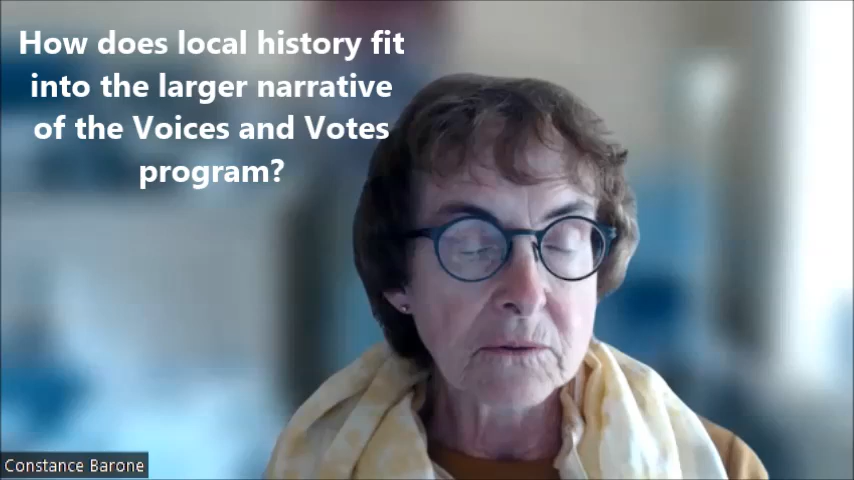 How does local history fit
into the larger narrative
of the Voices and Votes
program?
Constance Barone